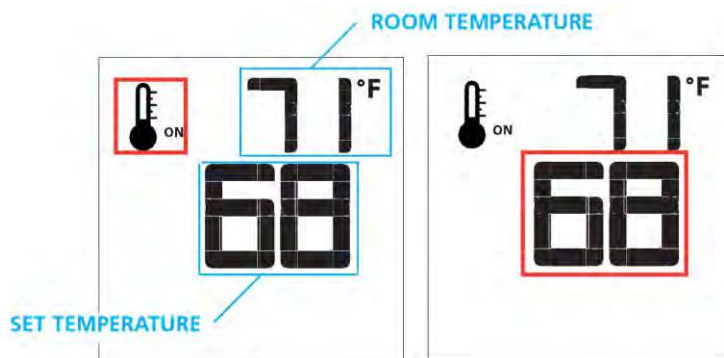 ROOM TEMPERATURE
71 °F
ON
68
SET TEMPERATURE
71 °F
ON
68